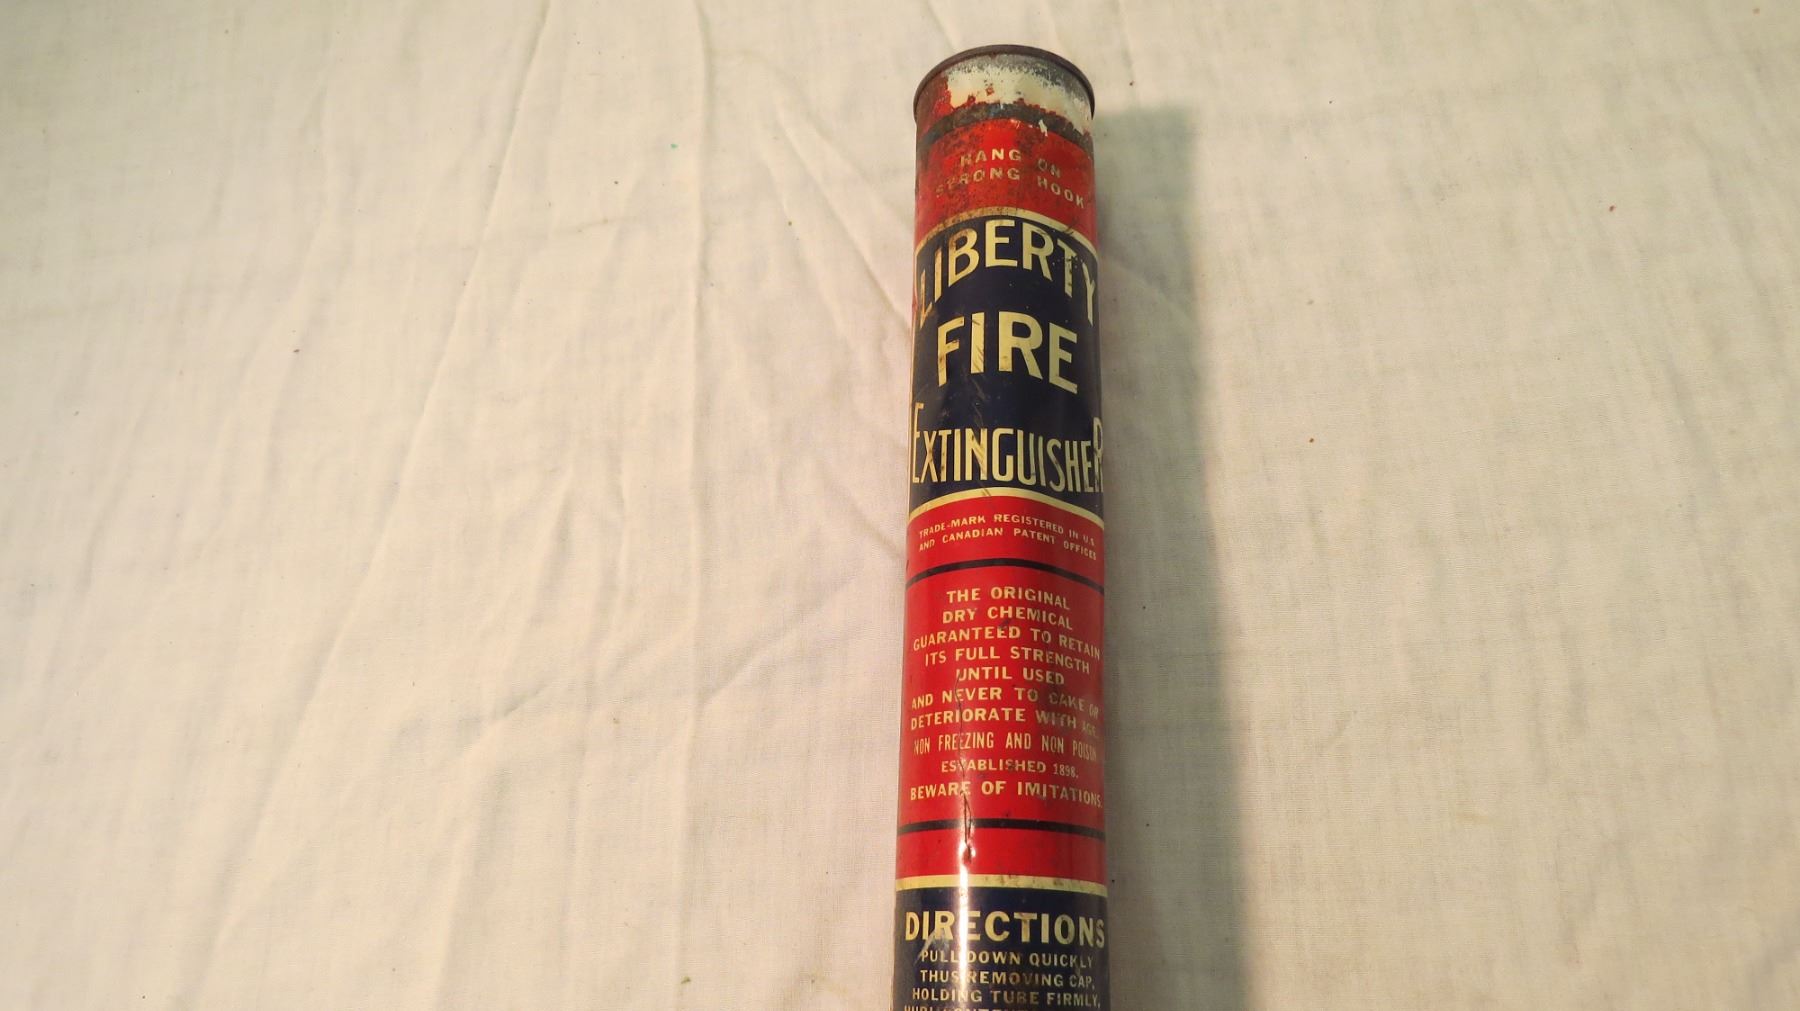 HANG ON
STRONG HOOK
LIBERTY
FIRE
EXTINGUISHER
TRADE-MARK REGISTERED IN U.S.
AND CANADIAN PATENT OFFICES
THE ORIGINAL
DRY CHEMICAL
GUARANTEED TO RETAIN
ITS FULL STRENGTH
UNTIL USED
AND NEVER TO CAKE OR
DETERIORATE WITH AGE.
NON FREEZING AND NON POISON
ESTABLISHED 1898.
BEWARE OF IMITATIONS.
DIRECTIONS
PULL DOWN QUICKLY
THUS REMOVING CAP,
HOLDING TUBE FIRMLY,